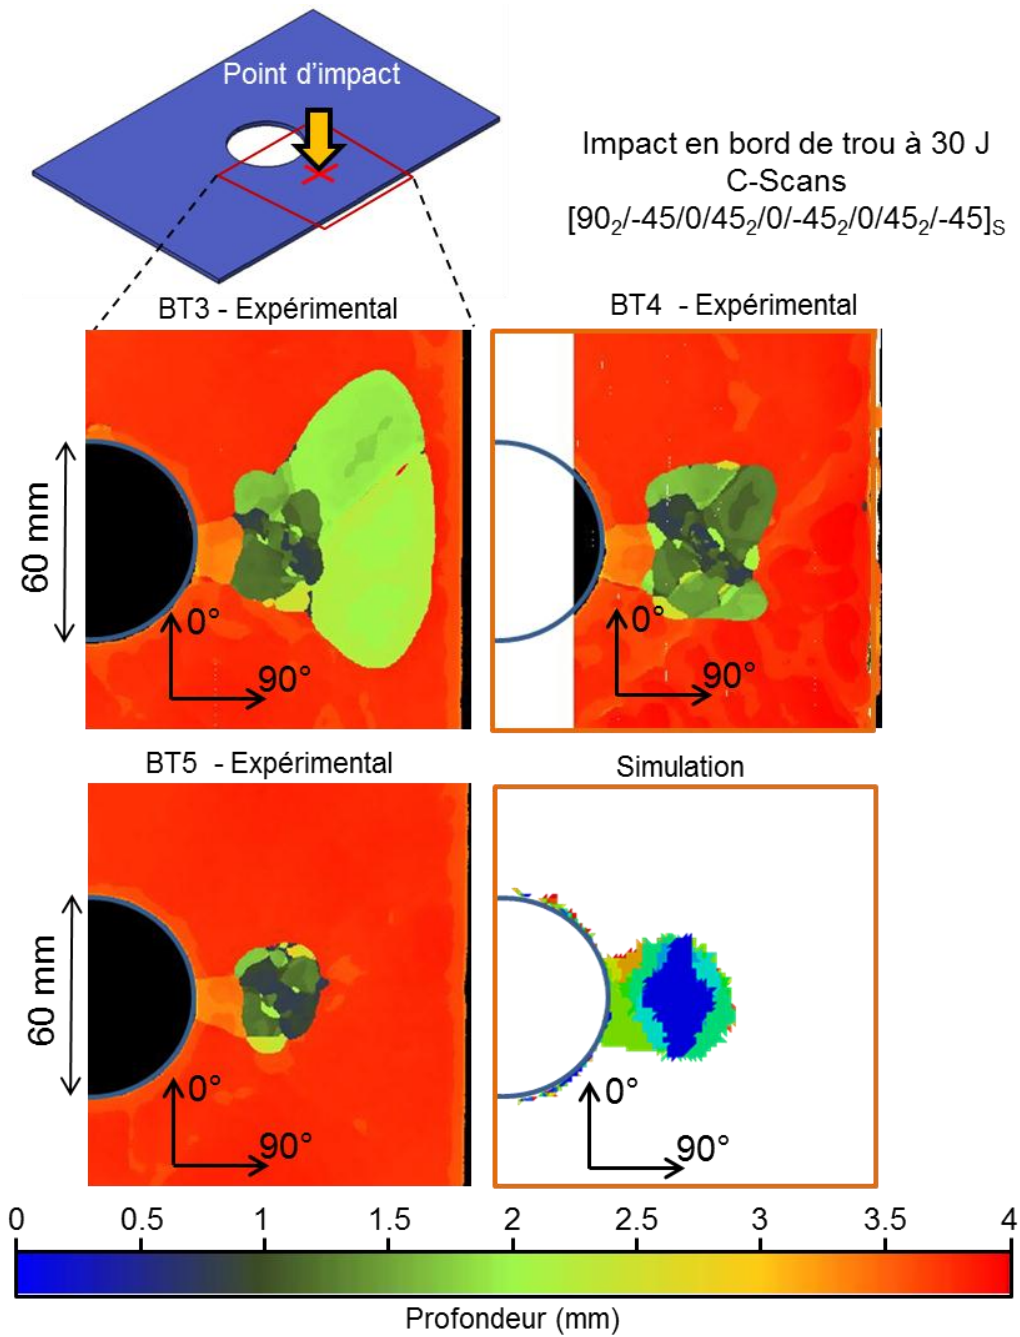 Point d'impact
Impact en bord de trou à 30 J
C-Scans
[90₂/-45/0/45₂/0/-45₂/0/45₂/-45]ₛ
BT3 - Expérimental
BT4 - Expérimental
60 mm
0°
90°
0°
90°
BT5 - Expérimental
Simulation
60 mm
0°
90°
0°
90°
0 0.5 1 1.5 2 2.5 3 3.5 4
Profondeur (mm)